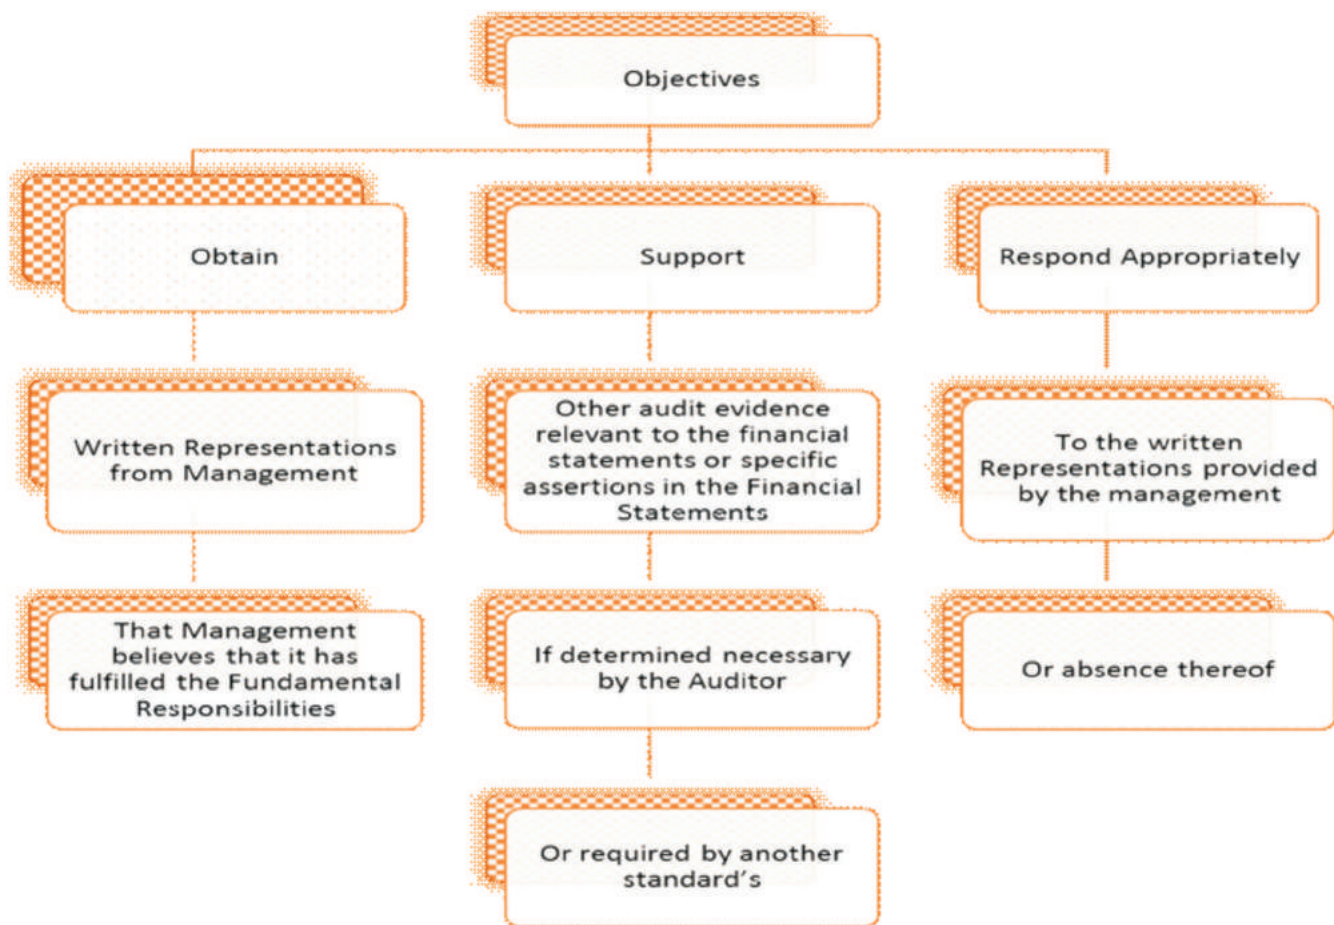 Objectives
Obtain
Support
Respond Appropriately
Written Representations
from Management
Other audit evidence
relevant to the financial
statements or specific
assertions in the Financial
Statements
To the written
Representations provided
by the management
That Management
believes that it has
fulfilled the Fundamental
Responsibilities
If determined necessary
by the Auditor
Or absence thereof
Or required by another
standard’s